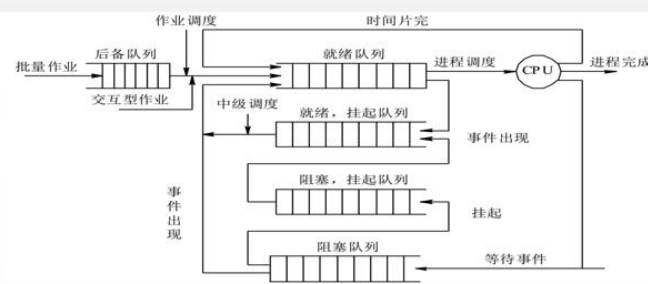 作业调度
时间片完
后备队列
就绪队列
批量作业
进程调度
CPU
进程完成
交互型作业
中级调度
就绪，挂起队列
事件出现
阻塞，挂起队列
事件出现
挂起
阻塞队列
等待事件